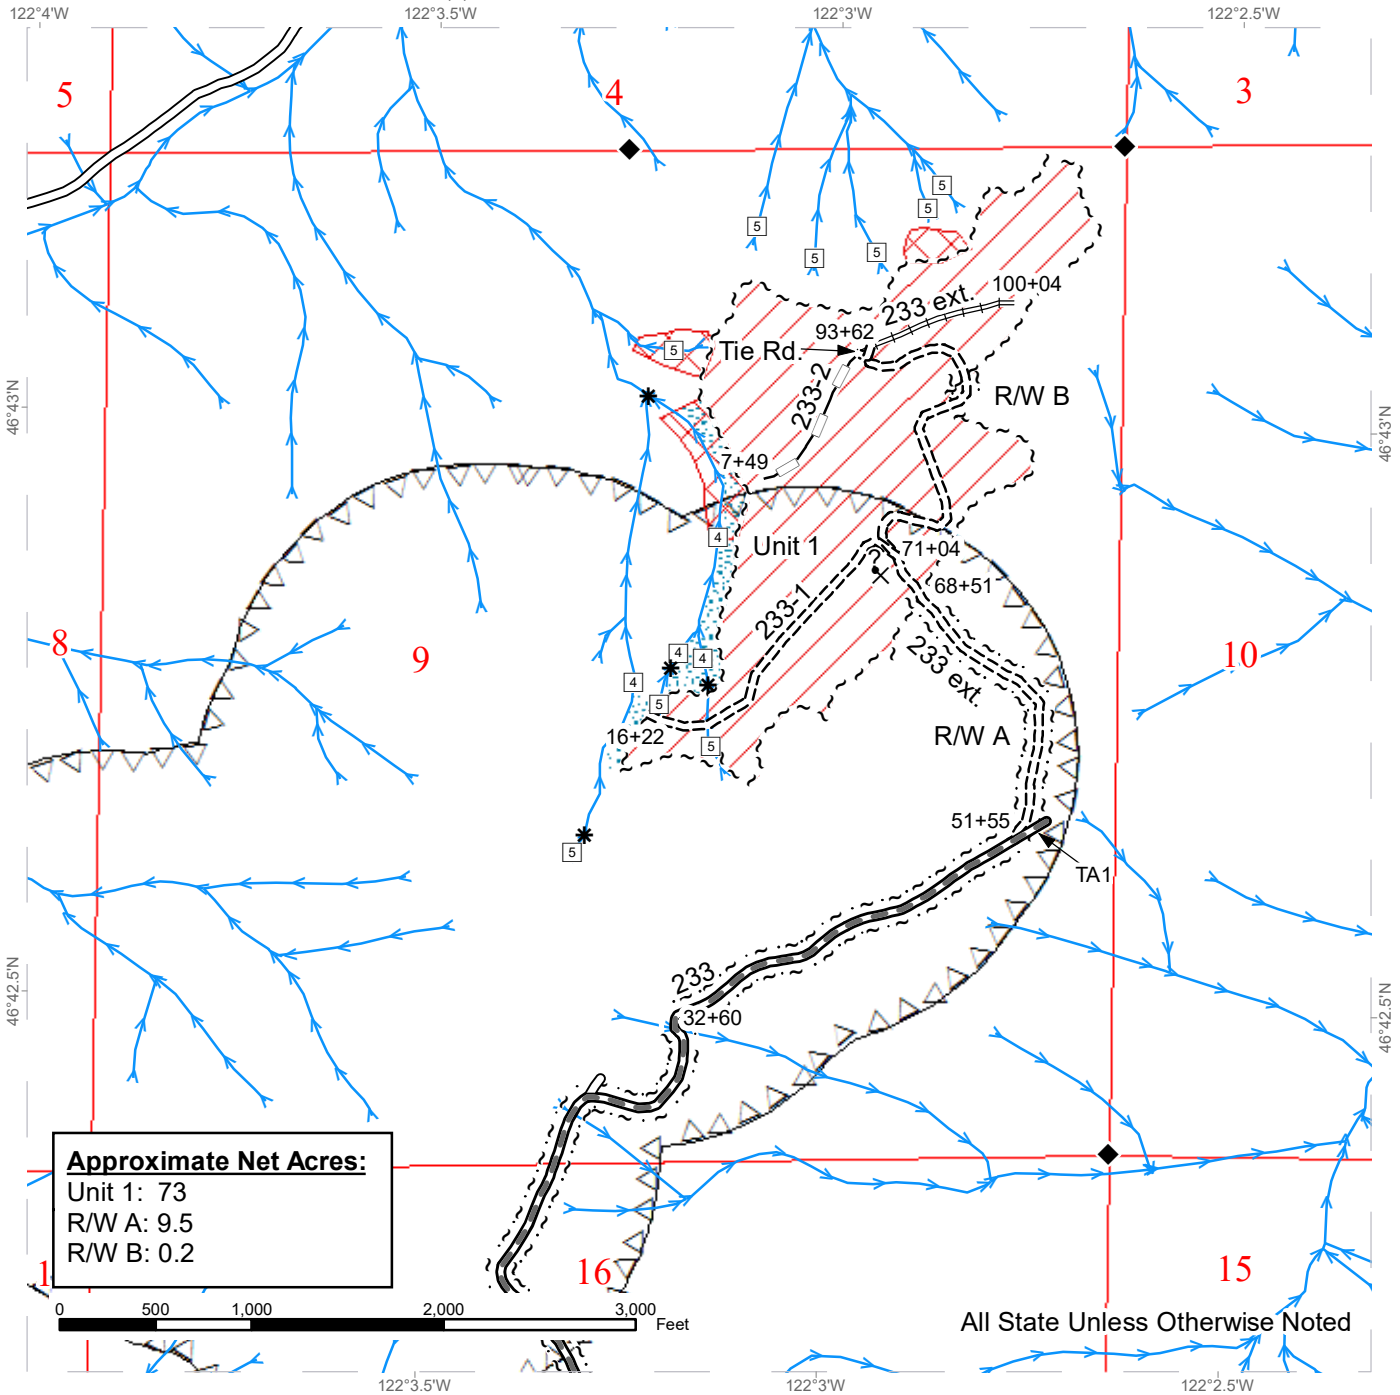 122°4'W
122°3.5'W
122°3'W
122°2.5'W
5
4
3
5
5
5
5
5
100+04
233 ext.
93+62
Tie Rd.
5
233-2
R/W B
46°43'N
46°43'N
7+49
4
Unit 1
71+04
?
68+51
233-1
8
9
10
4
4
4
5
233 ext.
16+22
5
R/W A
51+55
5
TA1
233
32+60
46°42.5'N
46°42.5'N
Approximate Net Acres:
Unit 1: 73
R/W A: 9.5
R/W B: 0.2
1
16
15
0
500
1,000
2,000
3,000
Feet
All State Unless Otherwise Noted
122°3.5'W
122°3'W
122°2.5'W